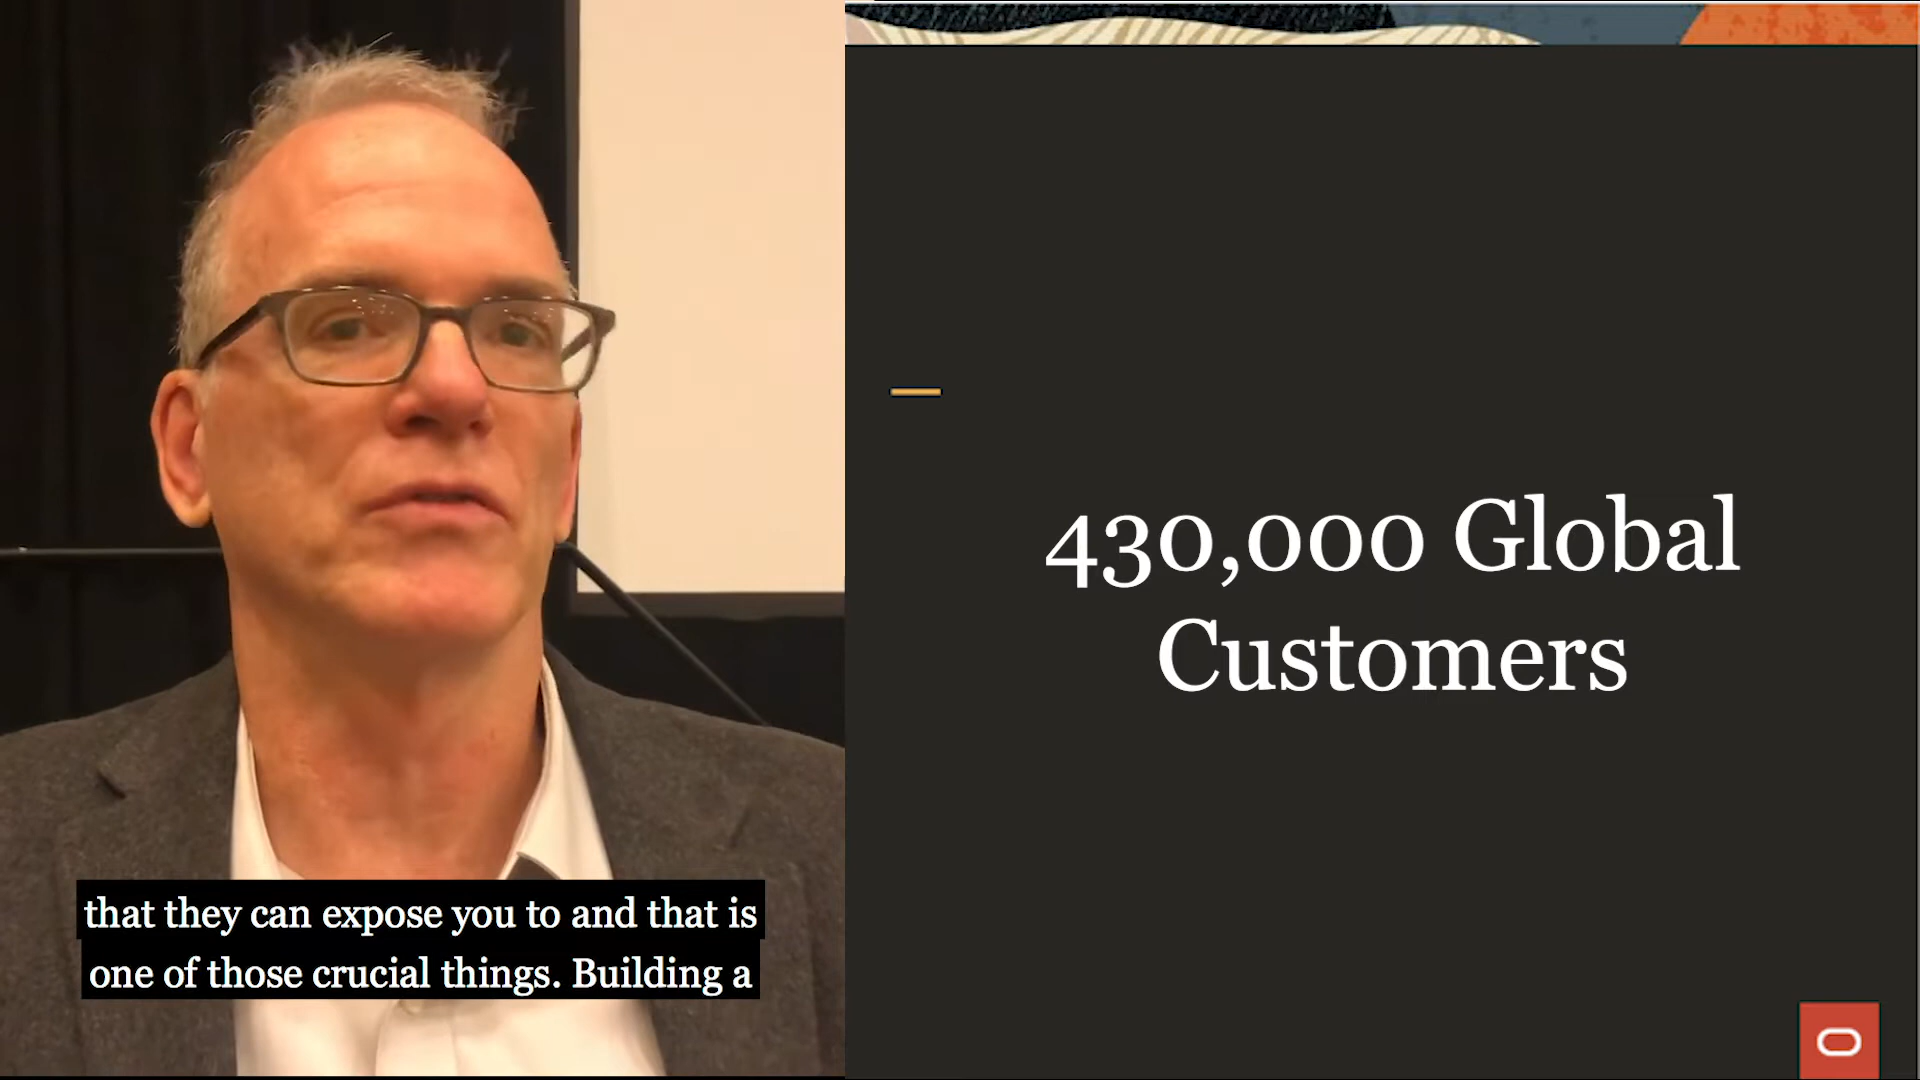 430,000 Global
Customers
that they can expose you to and that is
one of those crucial things. Building a